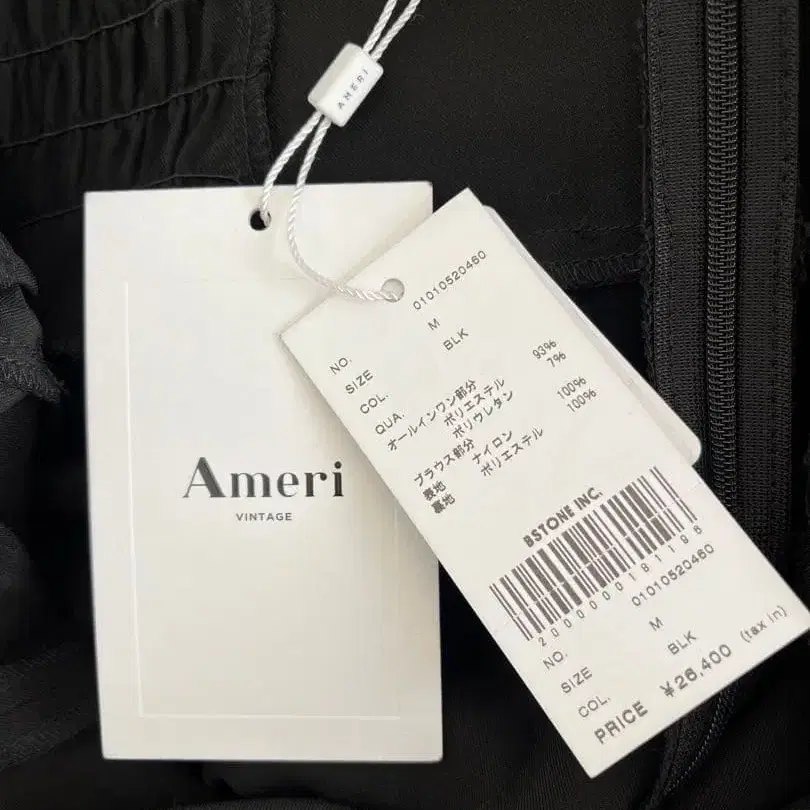 AMERI
Ameri
VINTAGE
NO. 01010520460
SIZE M
COL. BLK
QUA.
オールインワン部分
ポリエステル 93%
ポリウレタン 7%
ブラウス部分
表地 ナイロン 100%
裏地 ポリエステル 100%
BSTONE INC.
2000000191196
NO. 01010520460
SIZE M
COL. BLK
PRICE ¥26,400 (tax in)